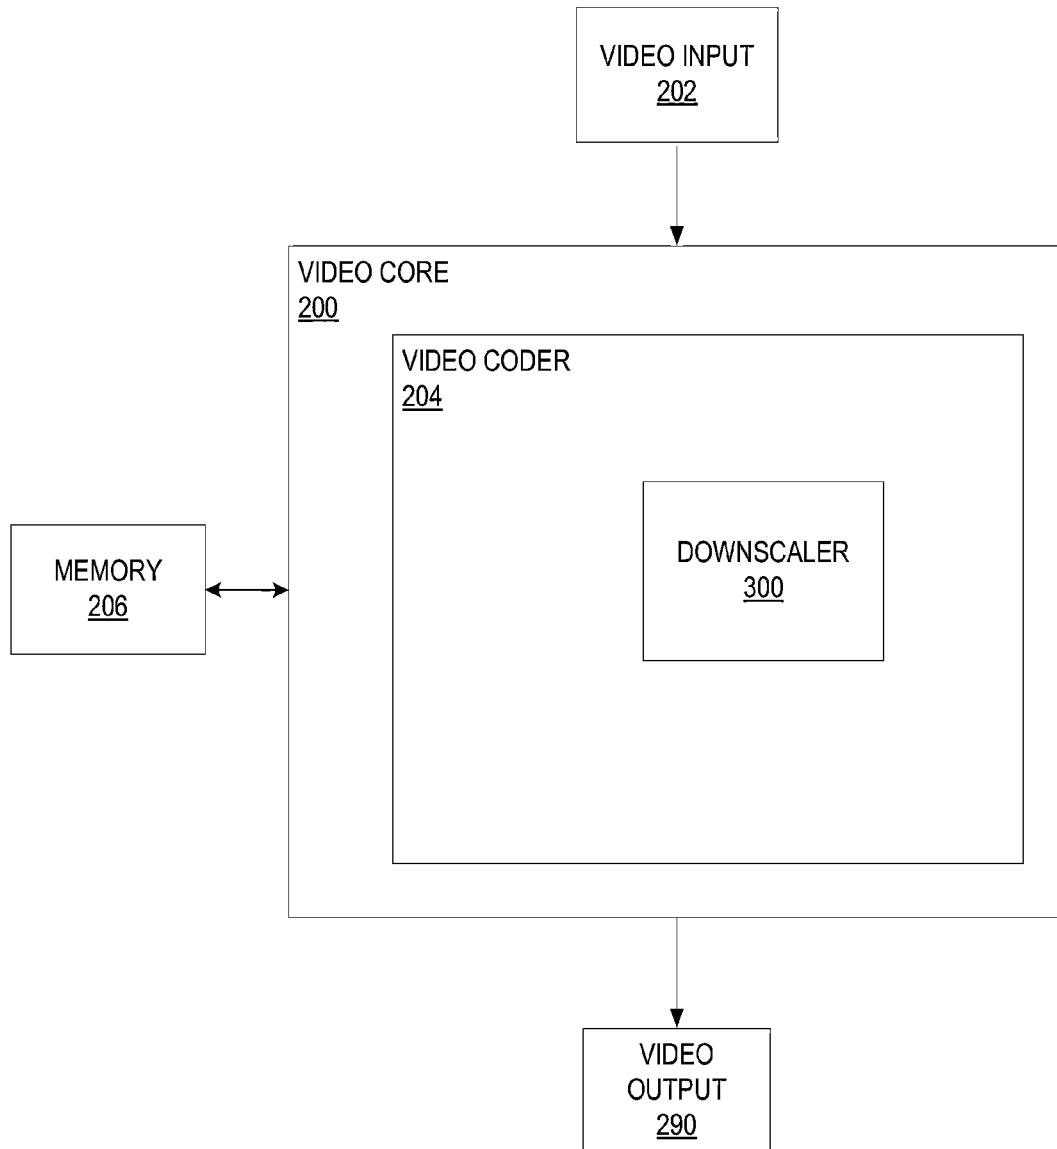 VIDEO INPUT
202
VIDEO CORE
200
VIDEO CODER
204
DOWNSCALER
300
MEMORY
206
VIDEO
OUTPUT
290